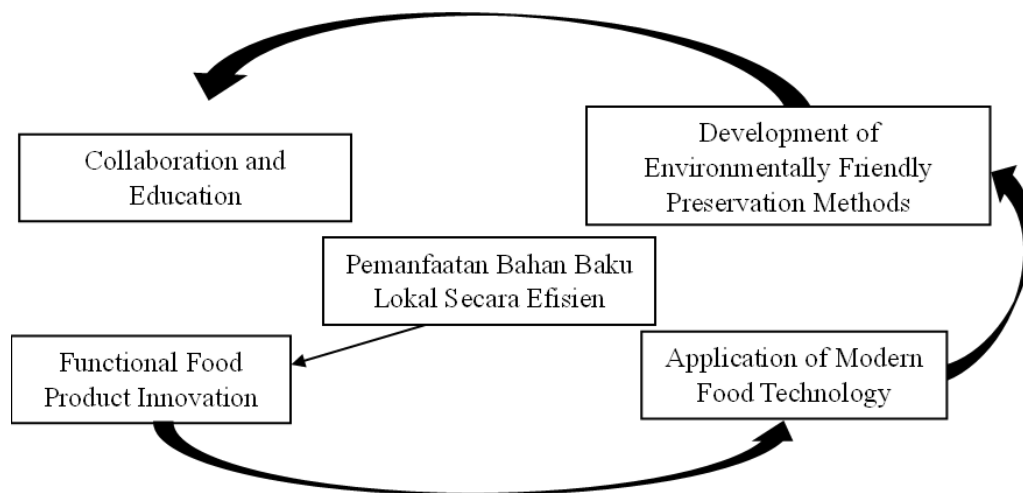 Collaboration and
Education
Development of
Environmentally Friendly
Preservation Methods
Pemanfaatan Bahan Baku
Lokal Secara Efisien
Functional Food
Product Innovation
Application of Modern
Food Technology